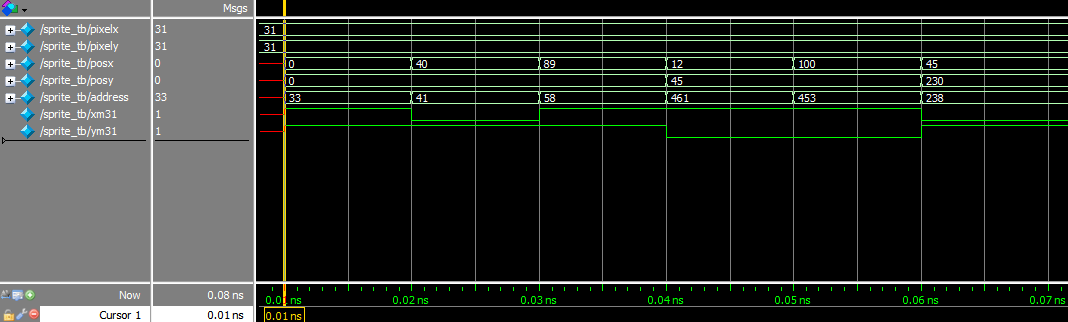 Msgs
/sprite_tb/pixelx 31 31
/sprite_tb/pixely 31 31
/sprite_tb/posx 0 0 40 89 12 100 45
/sprite_tb/posy 0 0 45 230
/sprite_tb/address 33 33 41 58 461 453 238
/sprite_tb/xm31 1
/sprite_tb/ym31 1
Now 0.08 ns 0.01 ns 0.02 ns 0.03 ns 0.04 ns 0.05 ns 0.06 ns 0.07 ns
Cursor 1 0.01 ns 0.01 ns